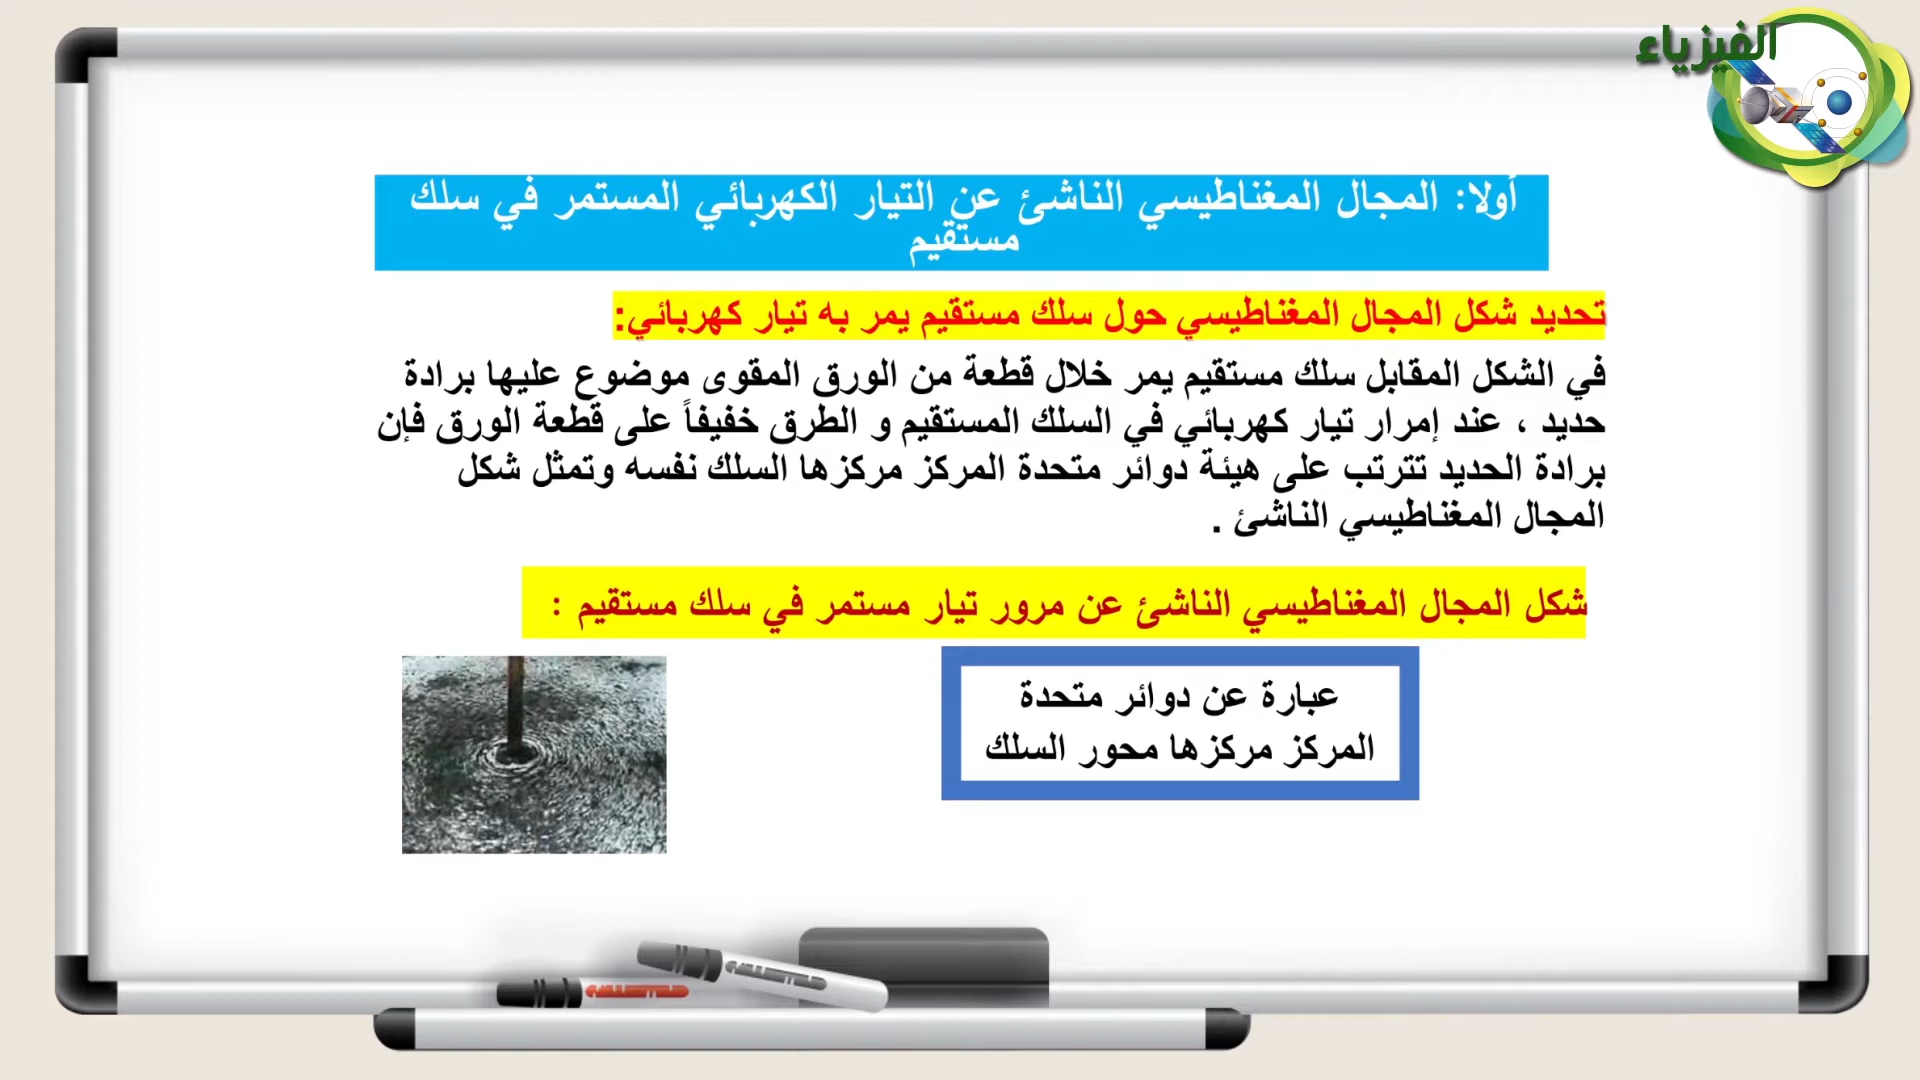 الفيزياء
أولا: المجال المغناطيسي الناشئ عن التيار الكهربائي المستمر في سلك
مستقيم
تحديد شكل المجال المغناطيسي حول سلك مستقيم يمر به تيار كهربائي:
في الشكل المقابل سلك مستقيم يمر خلال قطعة من الورق المقوى موضوع عليها برادة
حديد ، عند إمرار تيار كهربائي في السلك المستقيم و الطرق خفيفاً على قطعة الورق فإن
برادة الحديد تترتب على هيئة دوائر متحدة المركز مركزها السلك نفسه وتمثل شكل
المجال المغناطيسي الناشئ .
شكل المجال المغناطيسي الناشئ عن مرور تيار مستمر في سلك مستقيم :
عبارة عن دوائر متحدة
المركز مركزها محور السلك